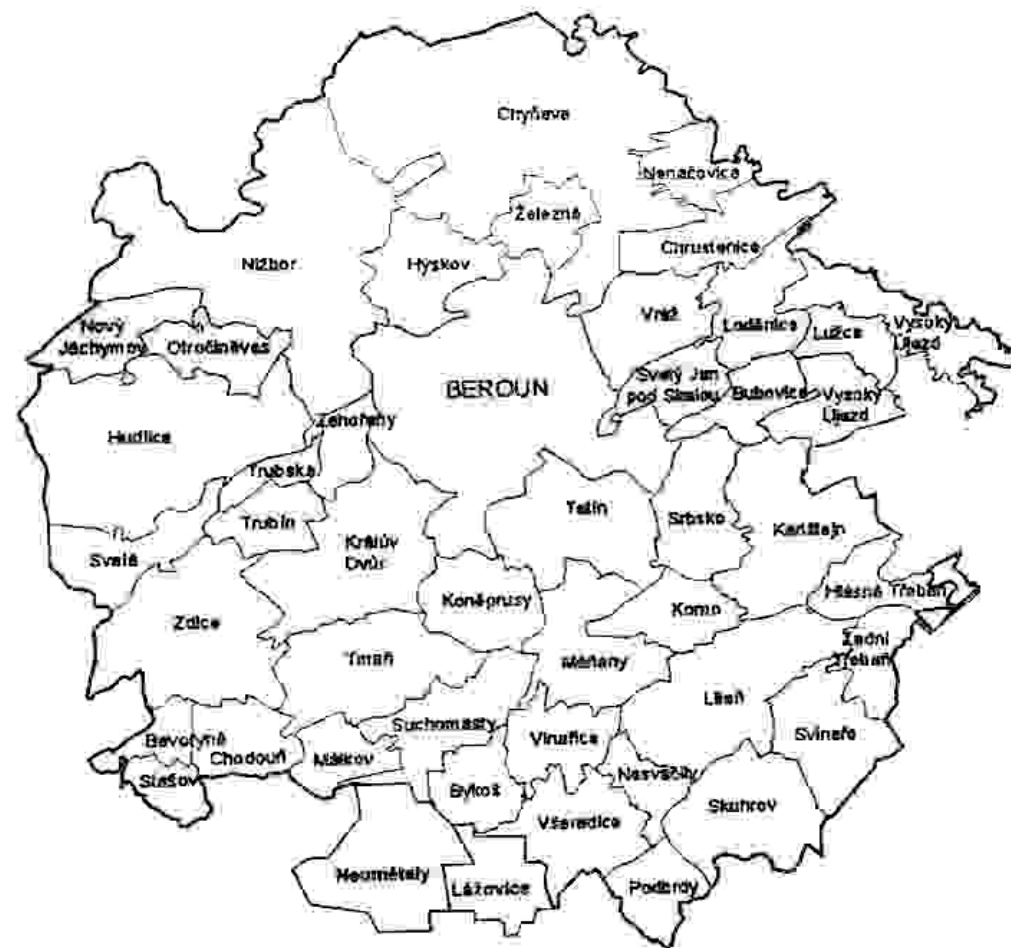 Chyňava
Nenačovice
Železná
Chrustenice
Nižbor
Hýskov
Vráž
Loděnice
Lužce
Vysoký
Újezd
Nový
Jáchymov
Otročiněves
BEROUN
Svatý Jan
pod Skalou
Bubovice
Vysoký
Újezd
Hudlice
Zahořany
Trubská
Trubín
Tetín
Srbsko
Karlštejn
Svatá
Králův
Dvůr
Koněprusy
Korno
Hlásná Třebaň
Zdice
Zadní
Třebaň
Tmaň
Měňany
Liteň
Suchomasty
Svinaře
Bavoryně
Chodouň
Málkov
Vinařice
Stašov
Bykoš
Nesvačily
Skuhrov
Všeradice
Neumětely
Lážovice
Podbrdy